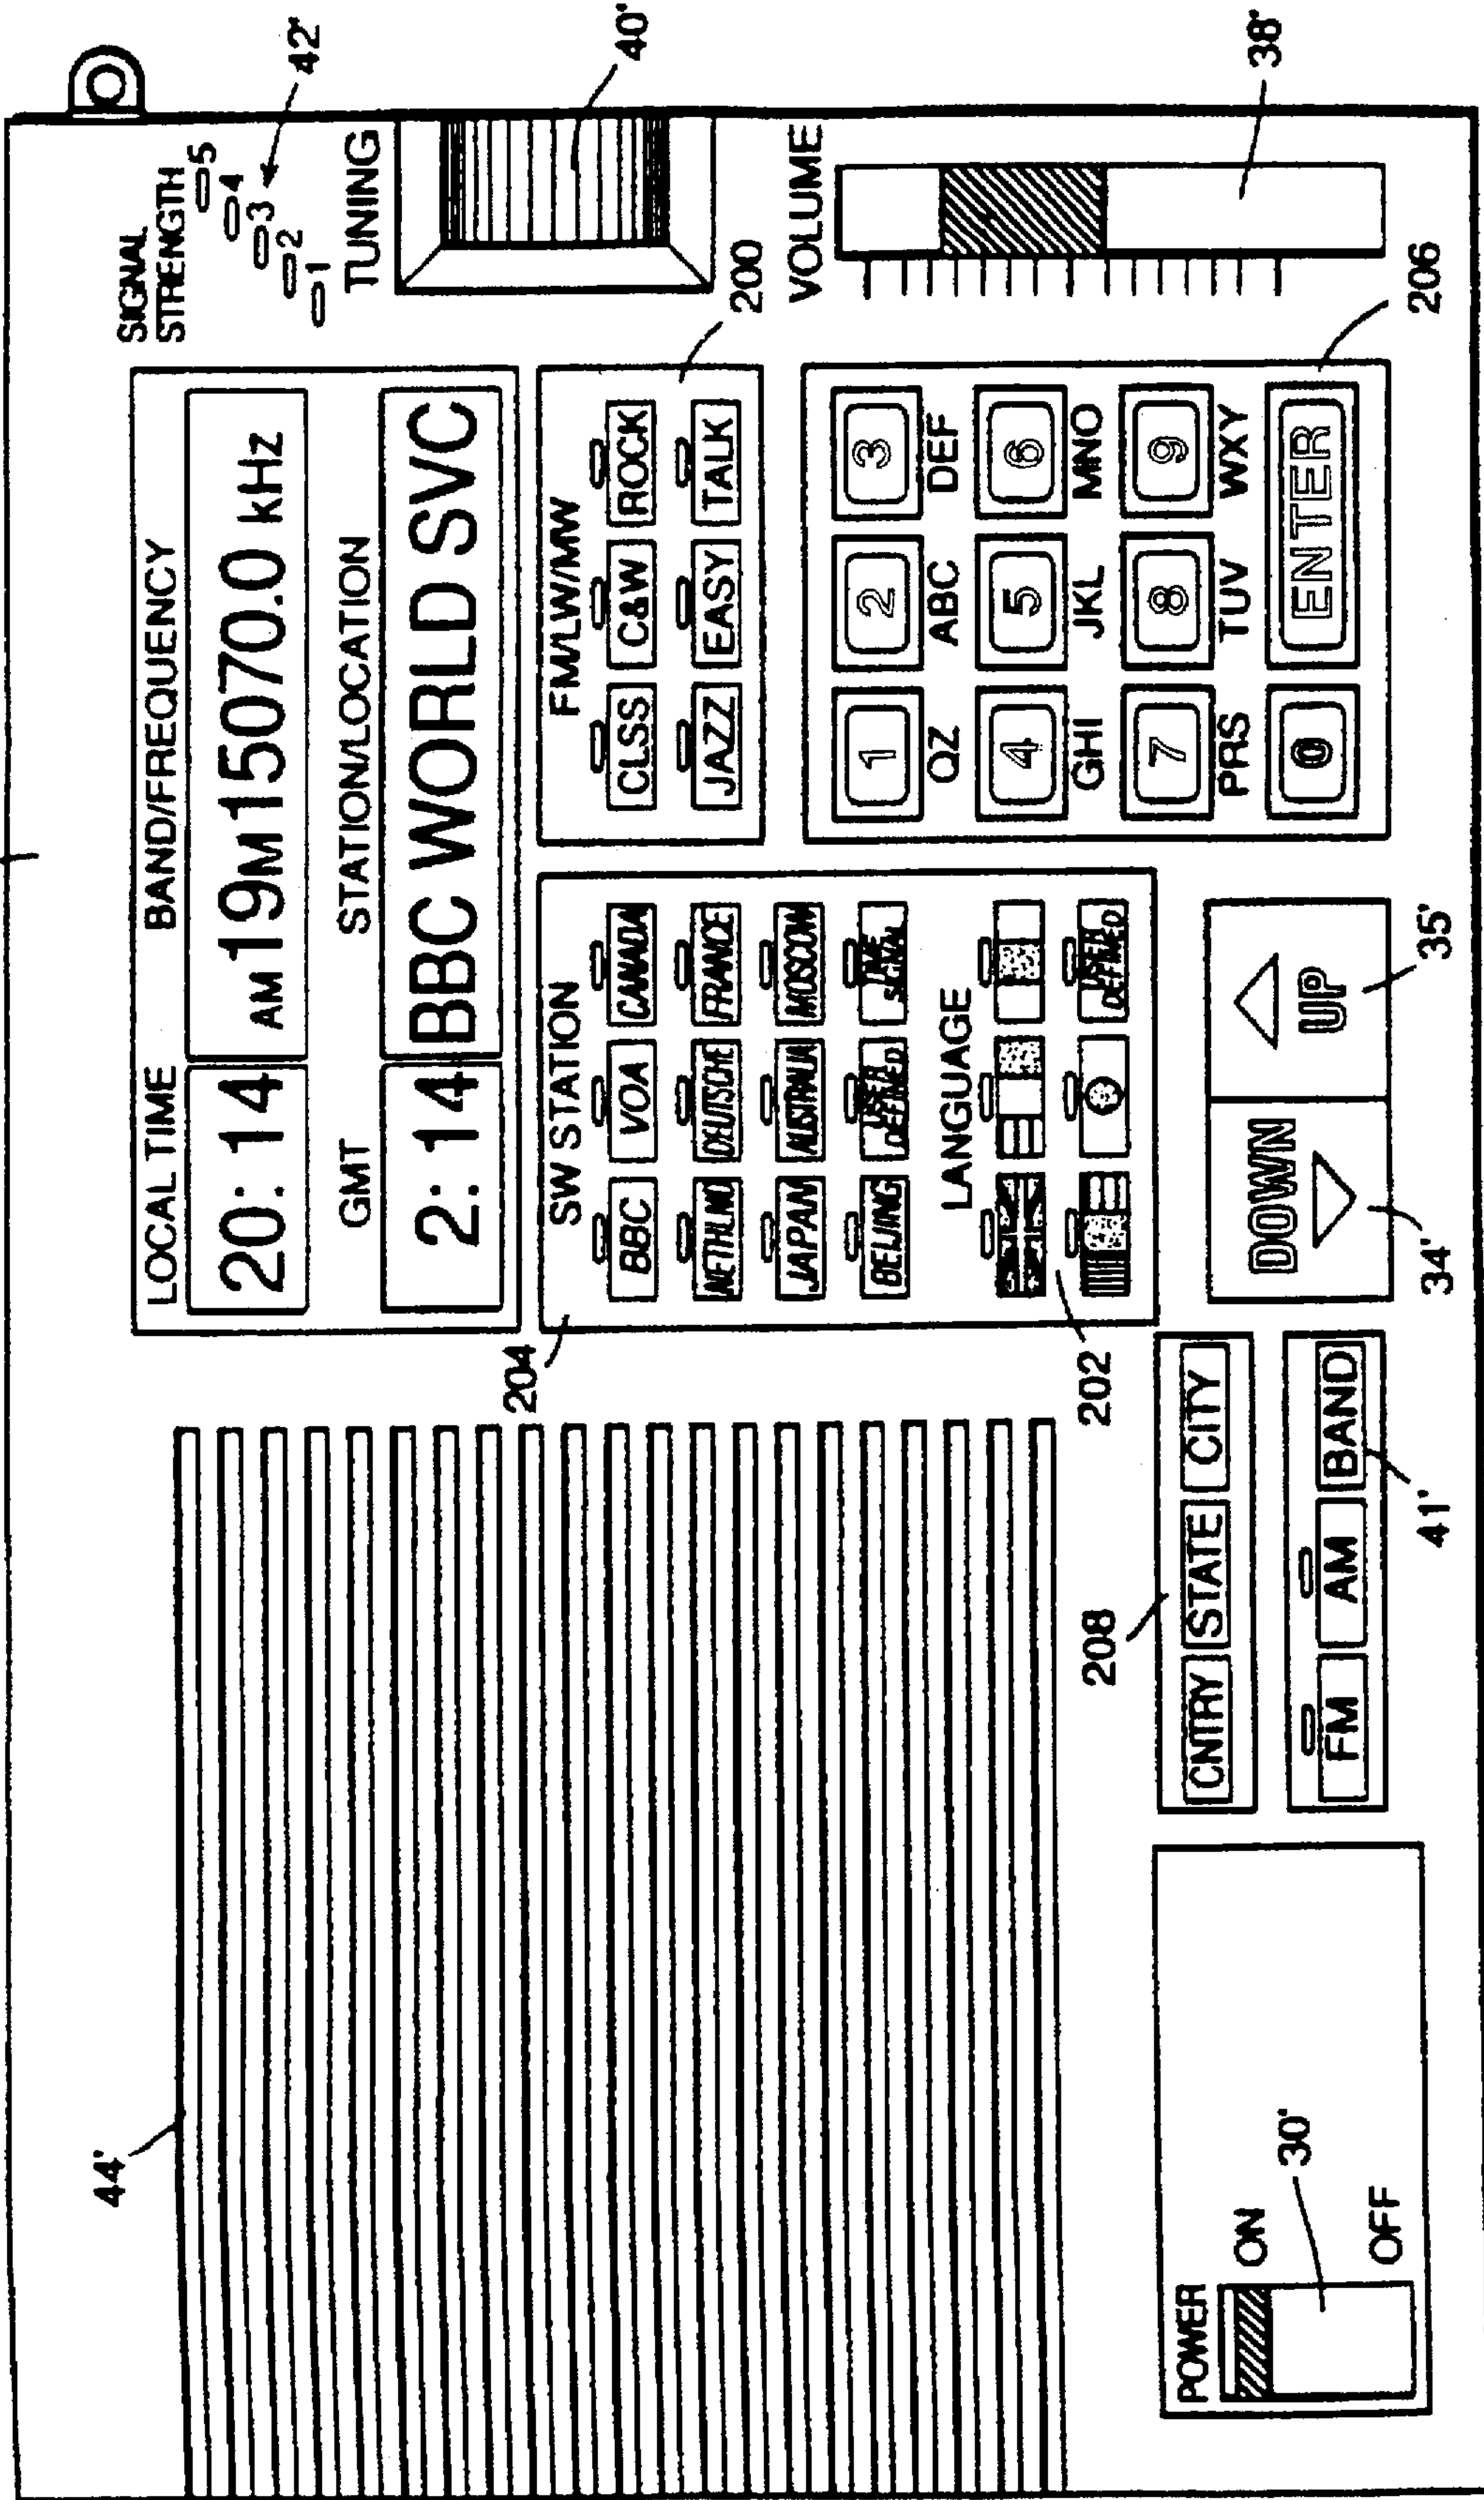 44'
LOCAL TIME
BAND/FREQUENCY
20: 14
AM 19M 15070.0 kHz
GMT
STATION/LOCATION
2: 14
BBC WORLD SVC
SIGNAL
STRENGTH
5
4
3
2
1
42'
TUNING
40'
204
SW STATION
BBC
VOA
CANADA
NETHLND
DEUTSCHE
FRANCE
JAPAN
AUSTRALIA
MOSCOW
BEIJING
USER
DEFINED
LANGUAGE
USER
DEFINED
202
FM/LW/MW
200
CLSS
C&W
ROCK
JAZZ
EASY
TALK
VOLUME
38'
1
2
3
QZ
ABC
DEF
4
5
6
GHI
JKL
MNO
7
8
9
PRS
TUV
WXY
0
ENTER
206
208
CNTRY
STATE
CITY
FM
AM
BAND
41'
DOWN
UP
34'
35'
POWER
ON
30'
OFF